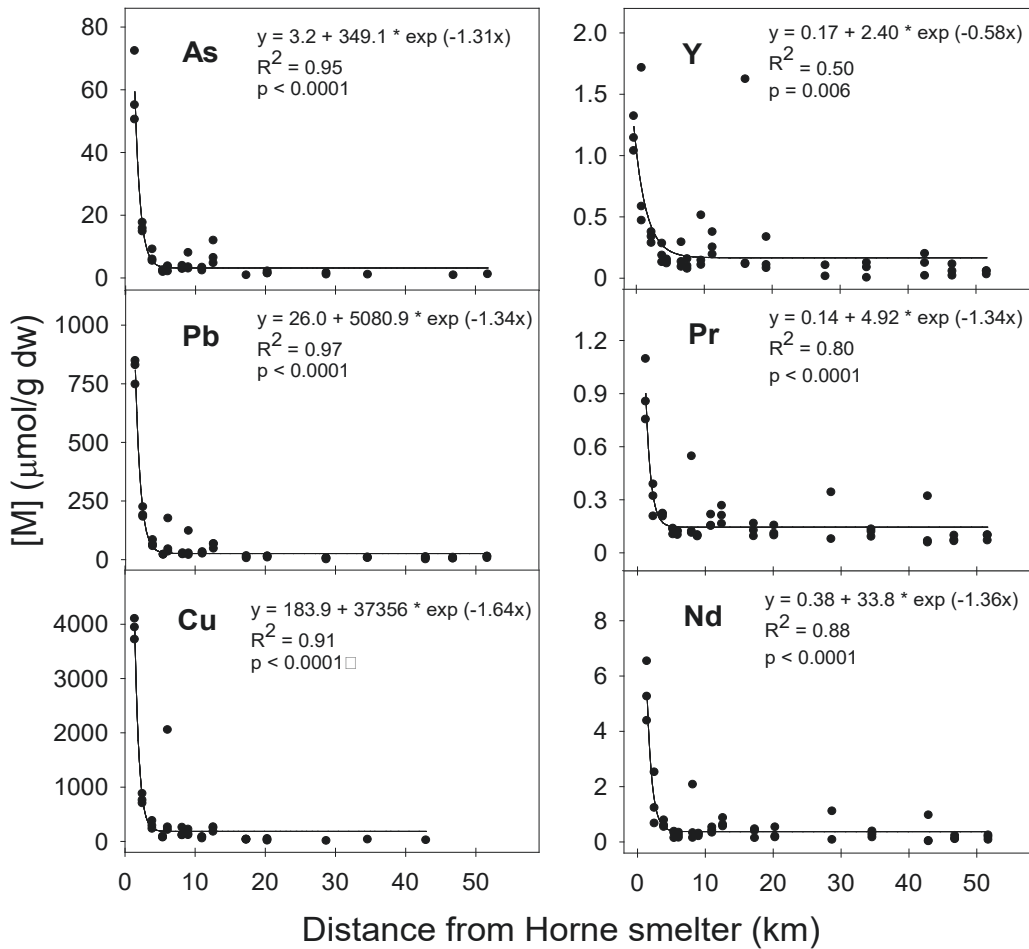 As
y = 3.2 + 349.1 * exp (-1.31x)
R2 = 0.95
p < 0.0001
80
60
40
20
0
Y
y = 0.17 + 2.40 * exp (-0.58x)
R2 = 0.50
p = 0.006
2.0
1.5
1.0
0.5
0
Pb
y = 26.0 + 5080.9 * exp (-1.34x)
R2 = 0.97
p < 0.0001
1000
750
500
250
0
Pr
y = 0.14 + 4.92 * exp (-1.34x)
R2 = 0.80
p < 0.0001
1.2
0.9
0.6
0.3
0
Cu
y = 183.9 + 37356 * exp (-1.64x)
R2 = 0.91
p < 0.0001□
4000
3000
2000
1000
0
Nd
y = 0.38 + 33.8 * exp (-1.36x)
R2 = 0.88
p < 0.0001
8
6
4
2
0
[M] (μmol/g dw)
0 10 20 30 40 50
0 10 20 30 40 50
Distance from Horne smelter (km)